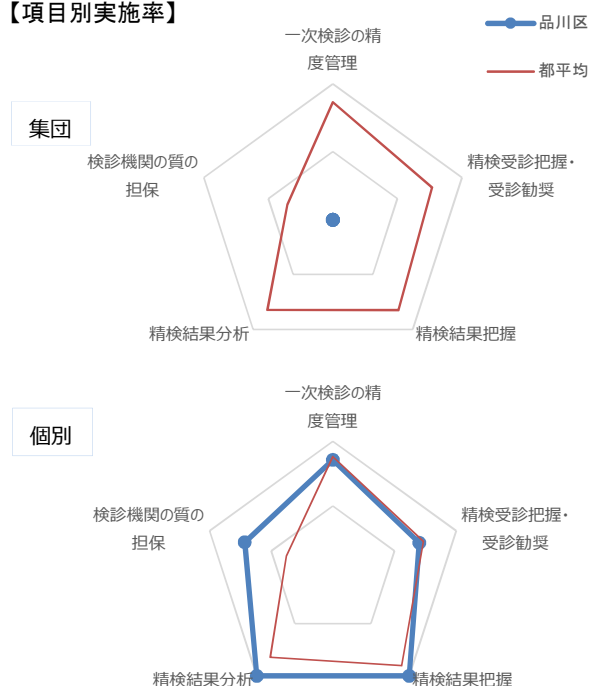 【項目別実施率】
品川区
都平均
集団
一次検診の精
度管理
検診機関の質の
担保
精検受診把握・
受診勧奨
精検結果分析
精検結果把握
個別
一次検診の精
度管理
検診機関の質の
担保
精検受診把握・
受診勧奨
精検結果分析
精検結果把握